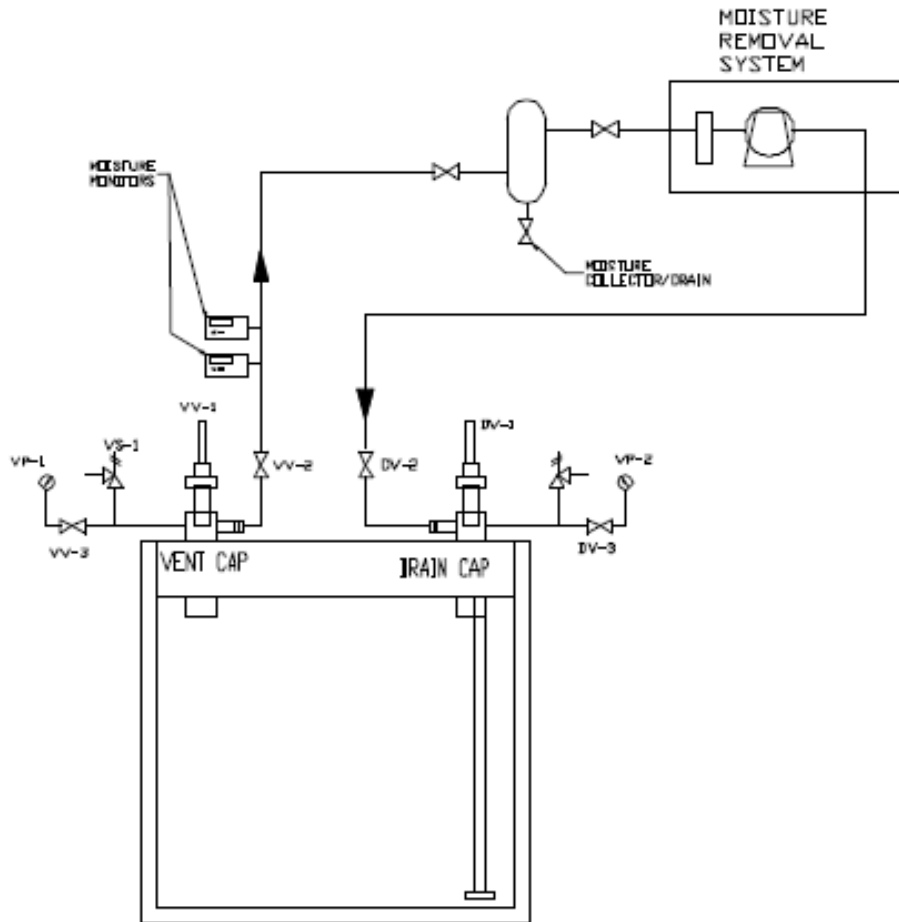 MOISTURE
REMOVAL
SYSTEM
MOISTURE
MONITORS
MOISTURE
COLLECTOR/DRAIN
VV-1
DV-1
VS-1
VP-1
VV-2
DV-2
VP-2
VV-3
DV-3
VENT CAP
DRAIN CAP